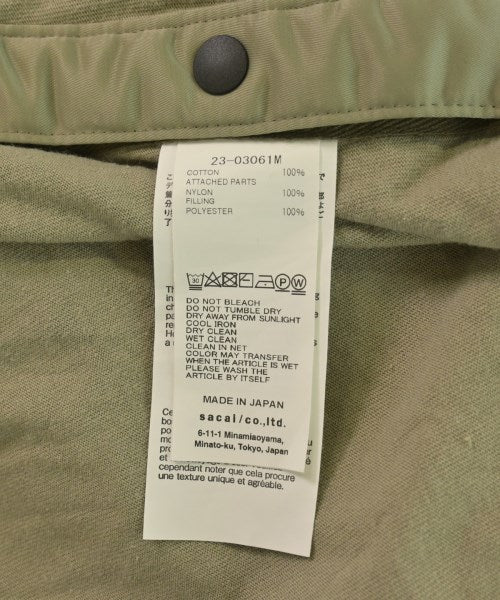 23-03061M
COTTON 100%
ATTACHED PARTS
NYLON 100%
FILLING
POLYESTER 100%
30
P
W
DO NOT BLEACH
DO NOT TUMBLE DRY
DRY AWAY FROM SUNLIGHT
COOL IRON
DRY CLEAN
WET CLEAN
CLEAN IN NET
COLOR MAY TRANSFER
WHEN THE ARTICLE IS WET
PLEASE WASH THE
ARTICLE BY ITSELF
MADE IN JAPAN
sacai/co.,ltd.
6-11-1 Minamiaoyama,
Minato-ku, Tokyo, Japan
cependant noter que cela procure
une texture unique et agréable.